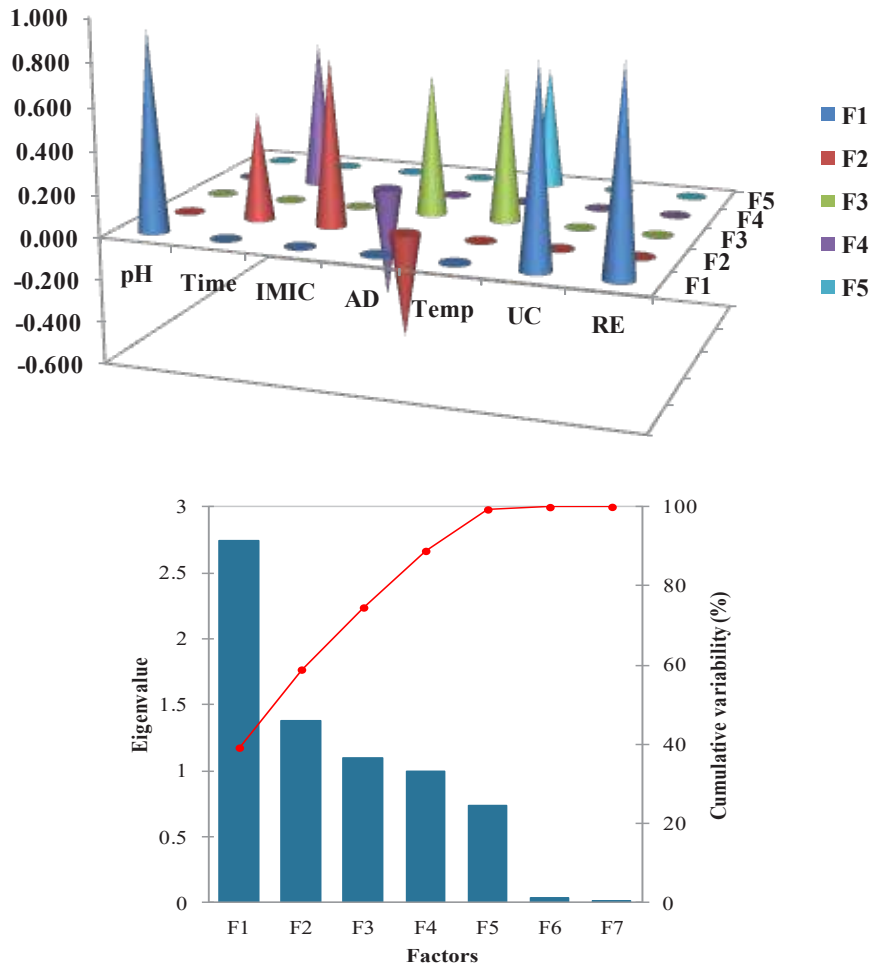 1.000
0.800
0.600
0.400
0.200
0.000
-0.200
-0.400
-0.600
pH
Time
IMIC
AD
Temp
UC
RE
F1
F2
F3
F4
F5
F1
F2
F3
F4
F5
3
2.5
2
1.5
1
0.5
0
Eigenvalue
100
80
60
40
20
0
Cumulative variability (%)
F1 F2 F3 F4 F5 F6 F7
Factors